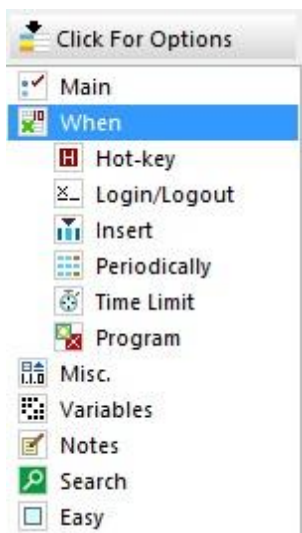 Click For Options
Main
When
Hot-key
Login/Logout
Insert
Periodically
Time Limit
Program
Misc.
Variables
Notes
Search
Easy